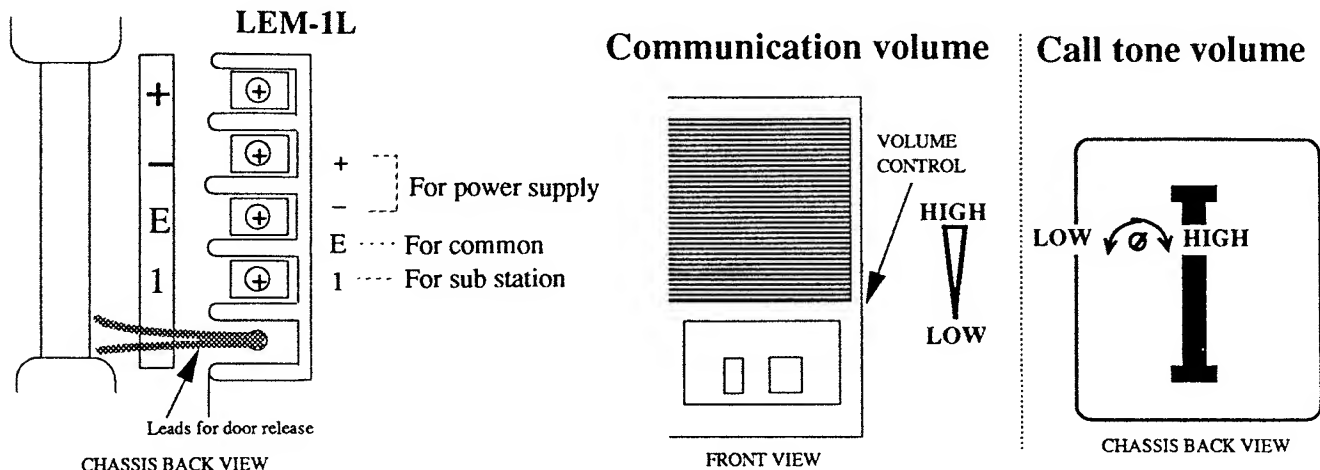 LEM-1L
+
−
E
1
+
− For power supply
E ····· For common
1 ····· For sub station
Leads for door release
CHASSIS BACK VIEW
Communication volume
VOLUME
CONTROL
HIGH
LOW
FRONT VIEW
Call tone volume
LOW HIGH
CHASSIS BACK VIEW